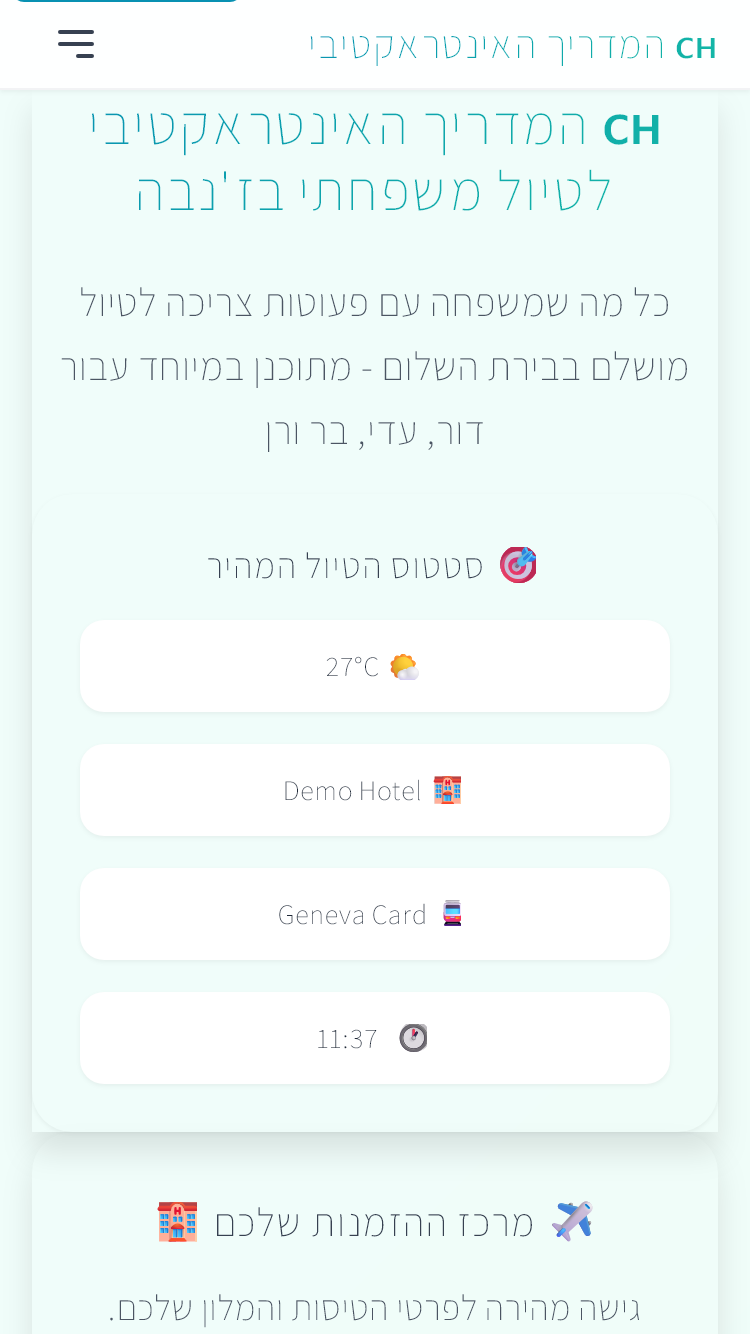 CH המדריך האינטראקטיבי
CH המדריך האינטראקטיבי
לטיול משפחתי בז'נבה
כל מה שמשפחה עם פעוטות צריכה לטיול
מושלם בבירת השלום - מתוכנן במיוחד עבור
דור, עדי, בר ורן
🎯 סטטוס הטיול המהיר
27°C
Demo Hotel
Geneva Card
11:37
מרכז ההזמנות שלכם
גישה מהירה לפרטי הטיסות והמלון שלכם.